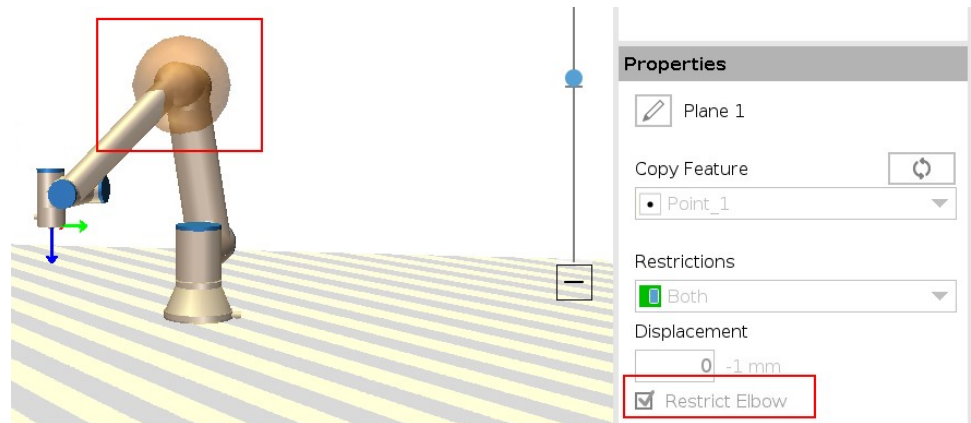 Properties
Plane 1
Copy Feature
Point_1
Restrictions
Both
Displacement
0 -1 mm
Restrict Elbow